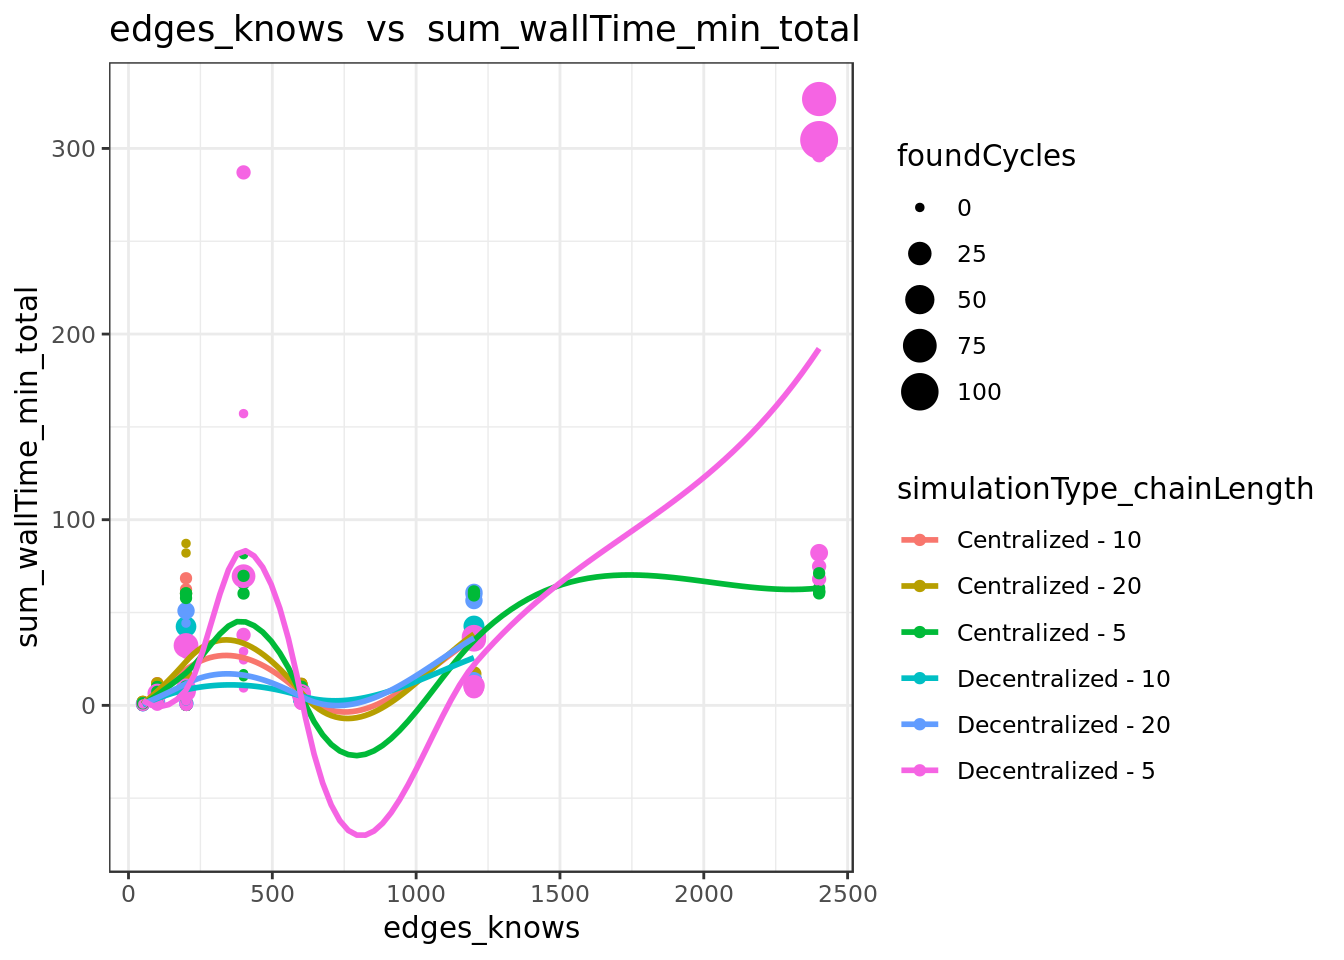 edges_knows  vs  sum_wallTime_min_total
sum_wallTime_min_total
300
200
100
0
0
500
1000
1500
2000
2500
edges_knows
foundCycles
0
25
50
75
100
simulationType_chainLength
Centralized - 10
Centralized - 20
Centralized - 5
Decentralized - 10
Decentralized - 20
Decentralized - 5